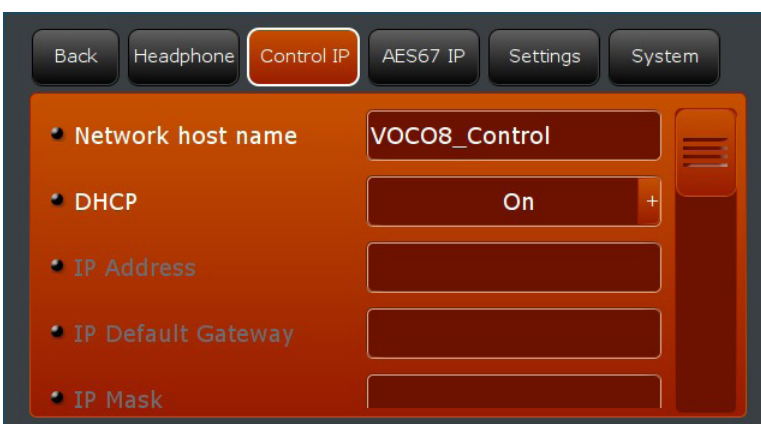 Back Headphone Control IP AES67 IP Settings System
Network host name VOCO8_Control
DHCP On +
IP Address
IP Default Gateway
IP Mask